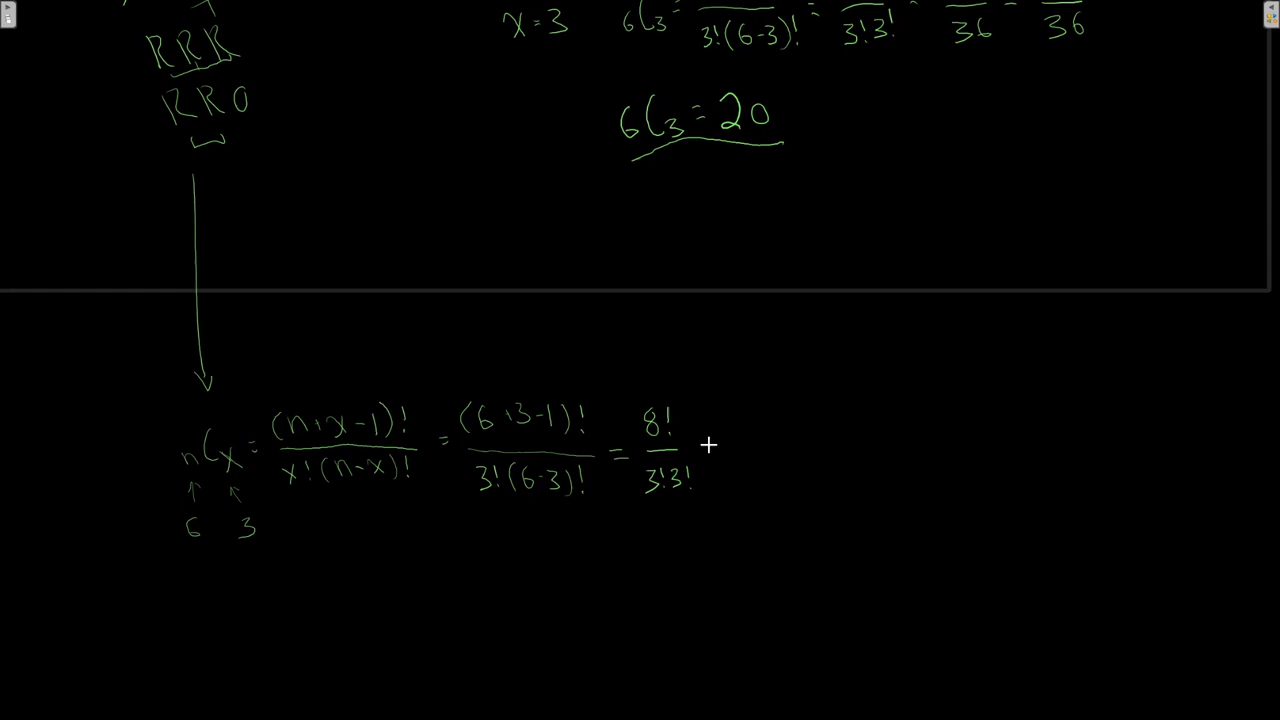 x = 3 6C3 = 3!(6-3)! = 3!3! = 36 = 36
RRR
RRO
6C3 = 20
nCx = (n+x-1)! / x!(n-x)! = (6+3-1)! / 3!(6-3)! = 8! / 3!3!
6 3